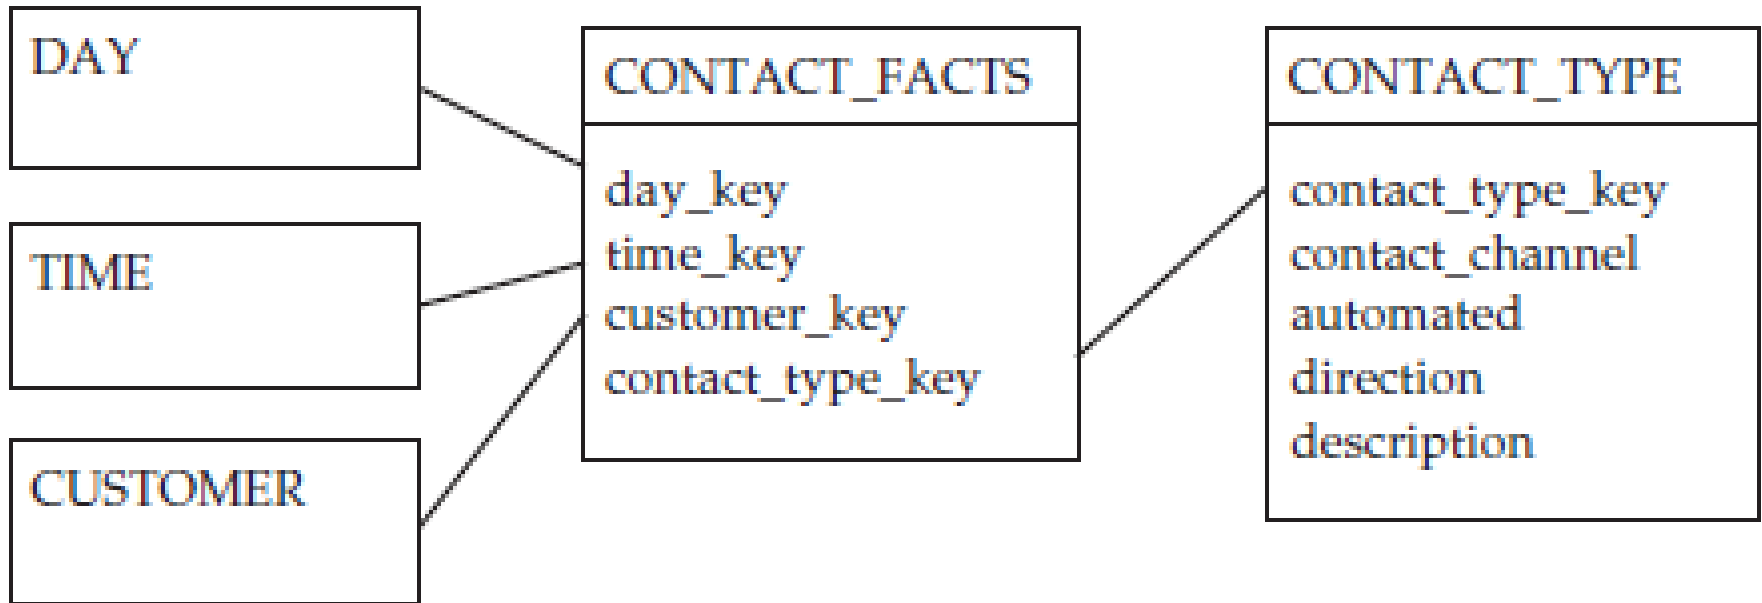 DAY
TIME
CUSTOMER
CONTACT_FACTS
day_key
time_key
customer_key
contact_type_key
CONTACT_TYPE
contact_type_key
contact_channel
automated
direction
description